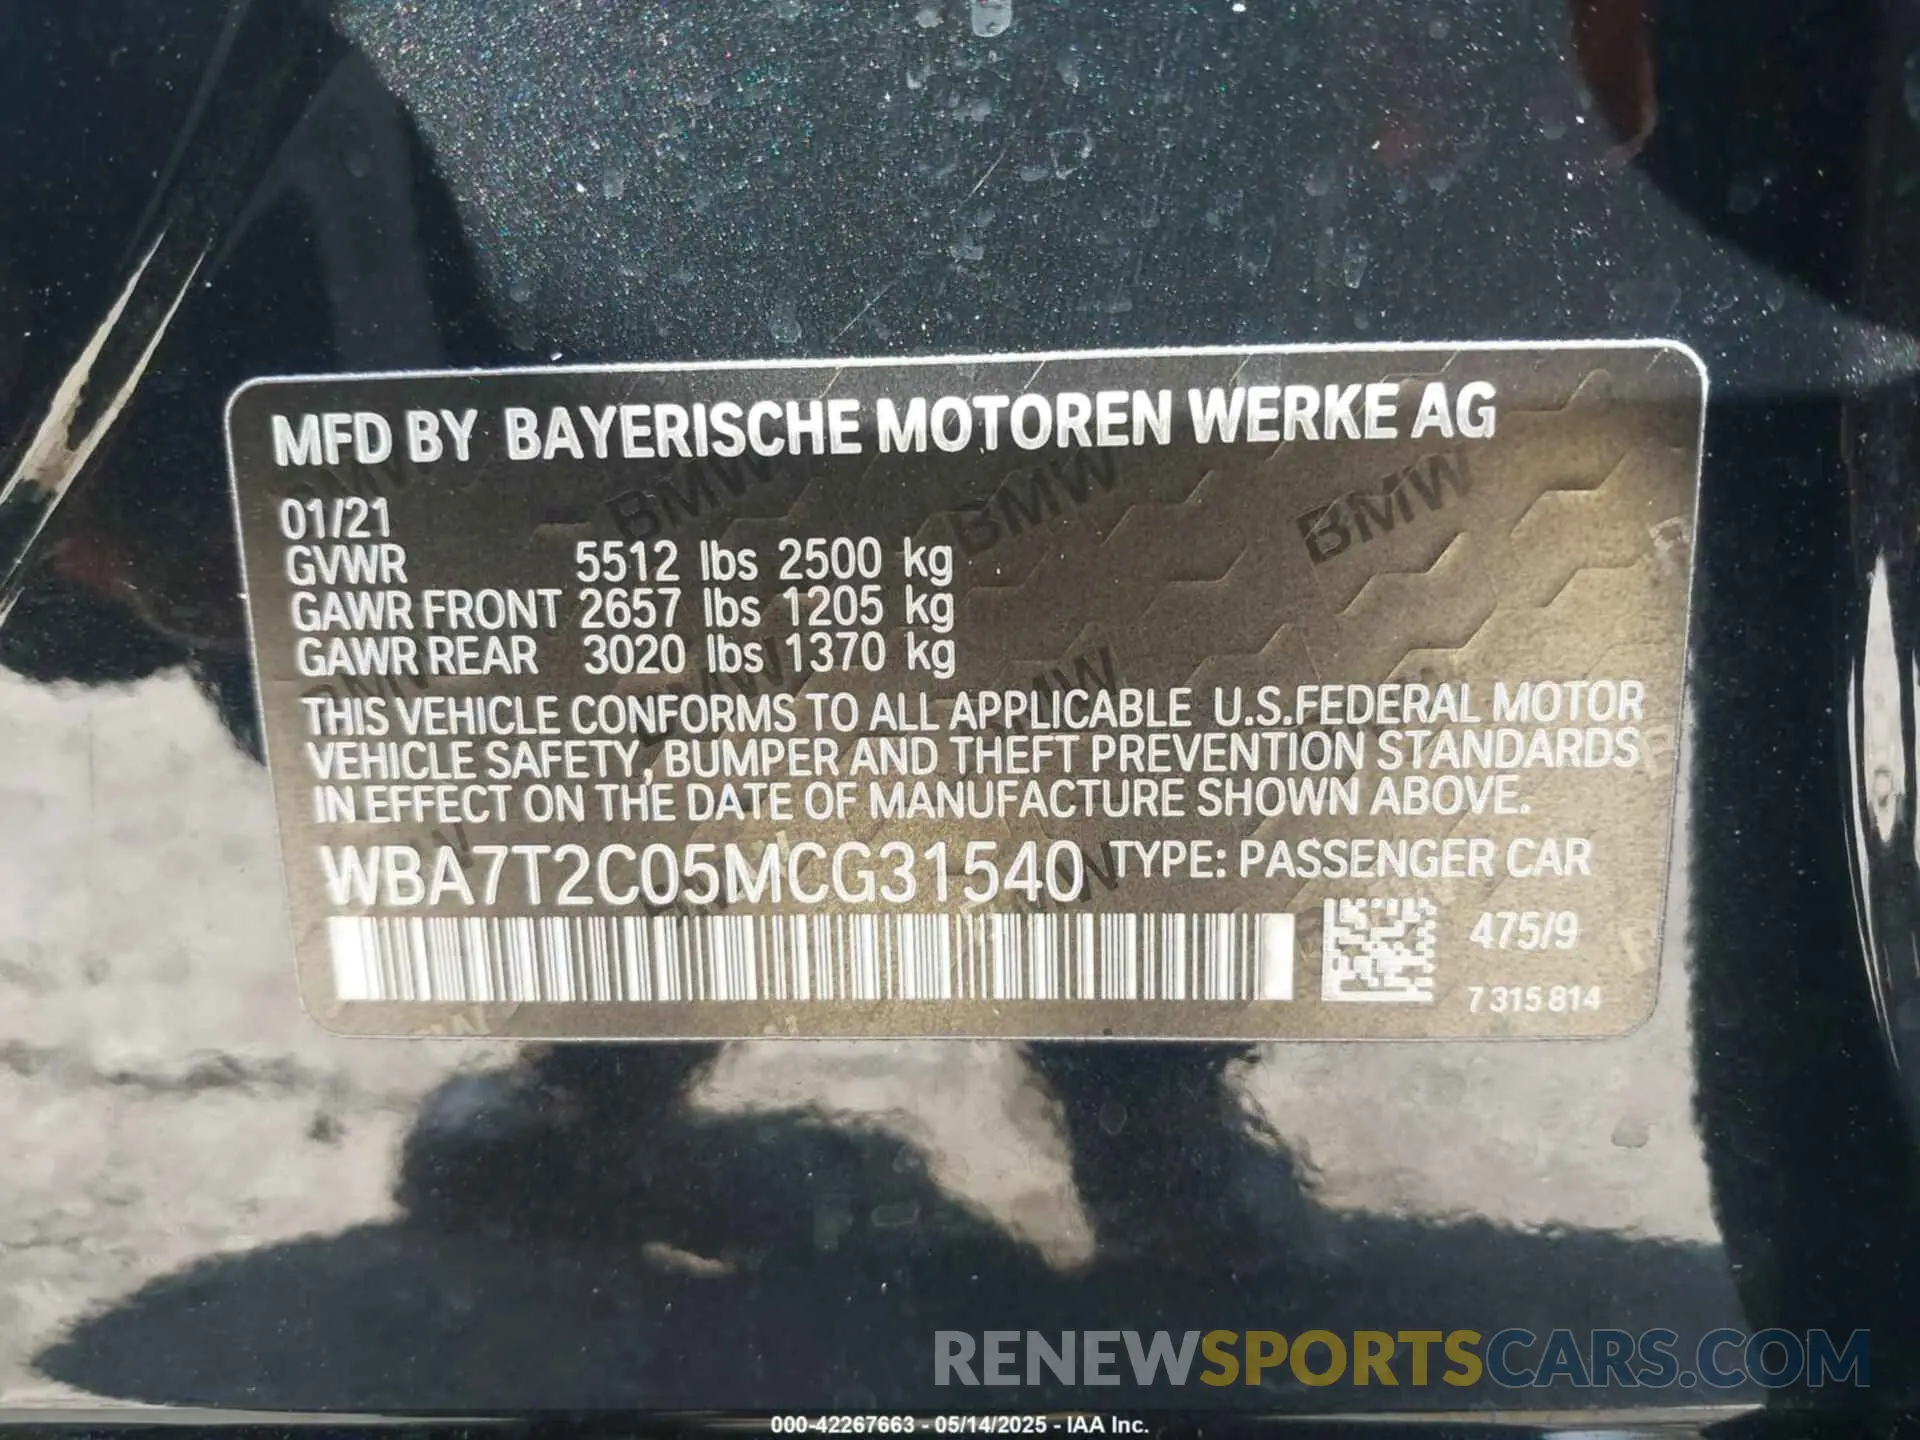 MFD BY BAYERISCHE MOTOREN WERKE AG
01/21
GVWR 5512 lbs 2500 kg
GAWR FRONT 2657 lbs 1205 kg
GAWR REAR 3020 lbs 1370 kg
THIS VEHICLE CONFORMS TO ALL APPLICABLE U.S.FEDERAL MOTOR
VEHICLE SAFETY, BUMPER AND THEFT PREVENTION STANDARDS
IN EFFECT ON THE DATE OF MANUFACTURE SHOWN ABOVE.
WBA7T2C05MCG31540 TYPE: PASSENGER CAR
475/9
7 315 814
RENEWSPORTSCARS.COM
000-42267663 - 05/14/2025 - IAA Inc.